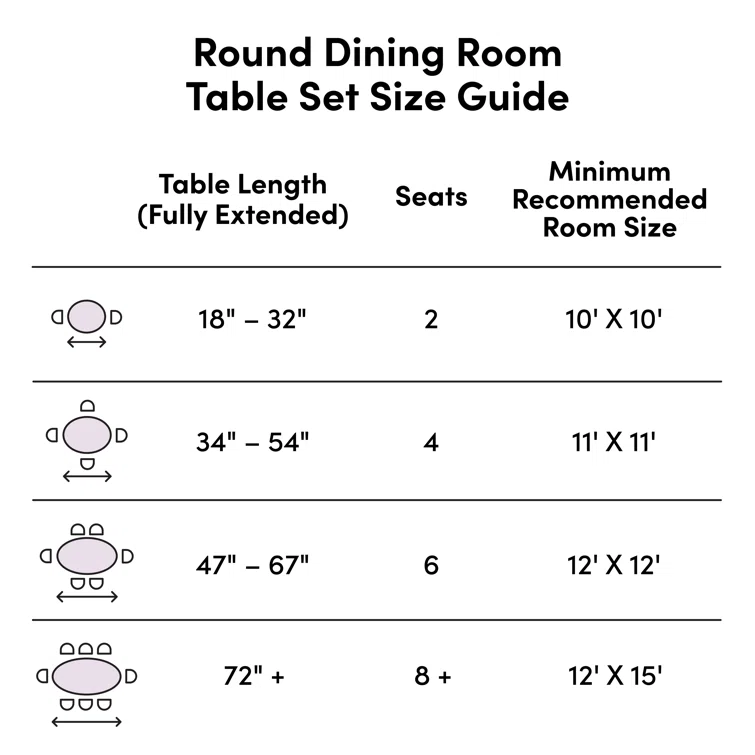 Round Dining Room
Table Set Size Guide
Table Length
(Fully Extended)
Seats
Minimum
Recommended
Room Size
18" – 32" 2 10' X 10'
34" – 54" 4 11' X 11'
47" – 67" 6 12' X 12'
72" + 8 + 12' X 15'